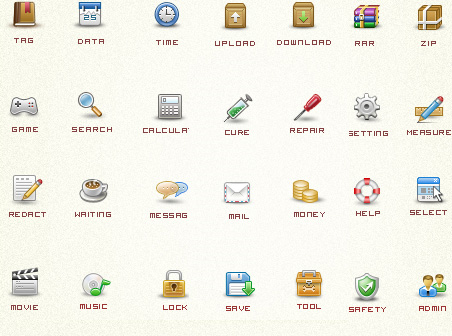 TAG DATA TIME UPLOAD DOWNLOAD RAR ZIP
25
GAME SEARCH CALCULAT CURE REPAIR SETTING MEASURE
REDACT WAITING MESSAG MAIL MONEY HELP SELECT
MOVIE MUSIC LOCK SAVE TOOL SAFETY ADMIN